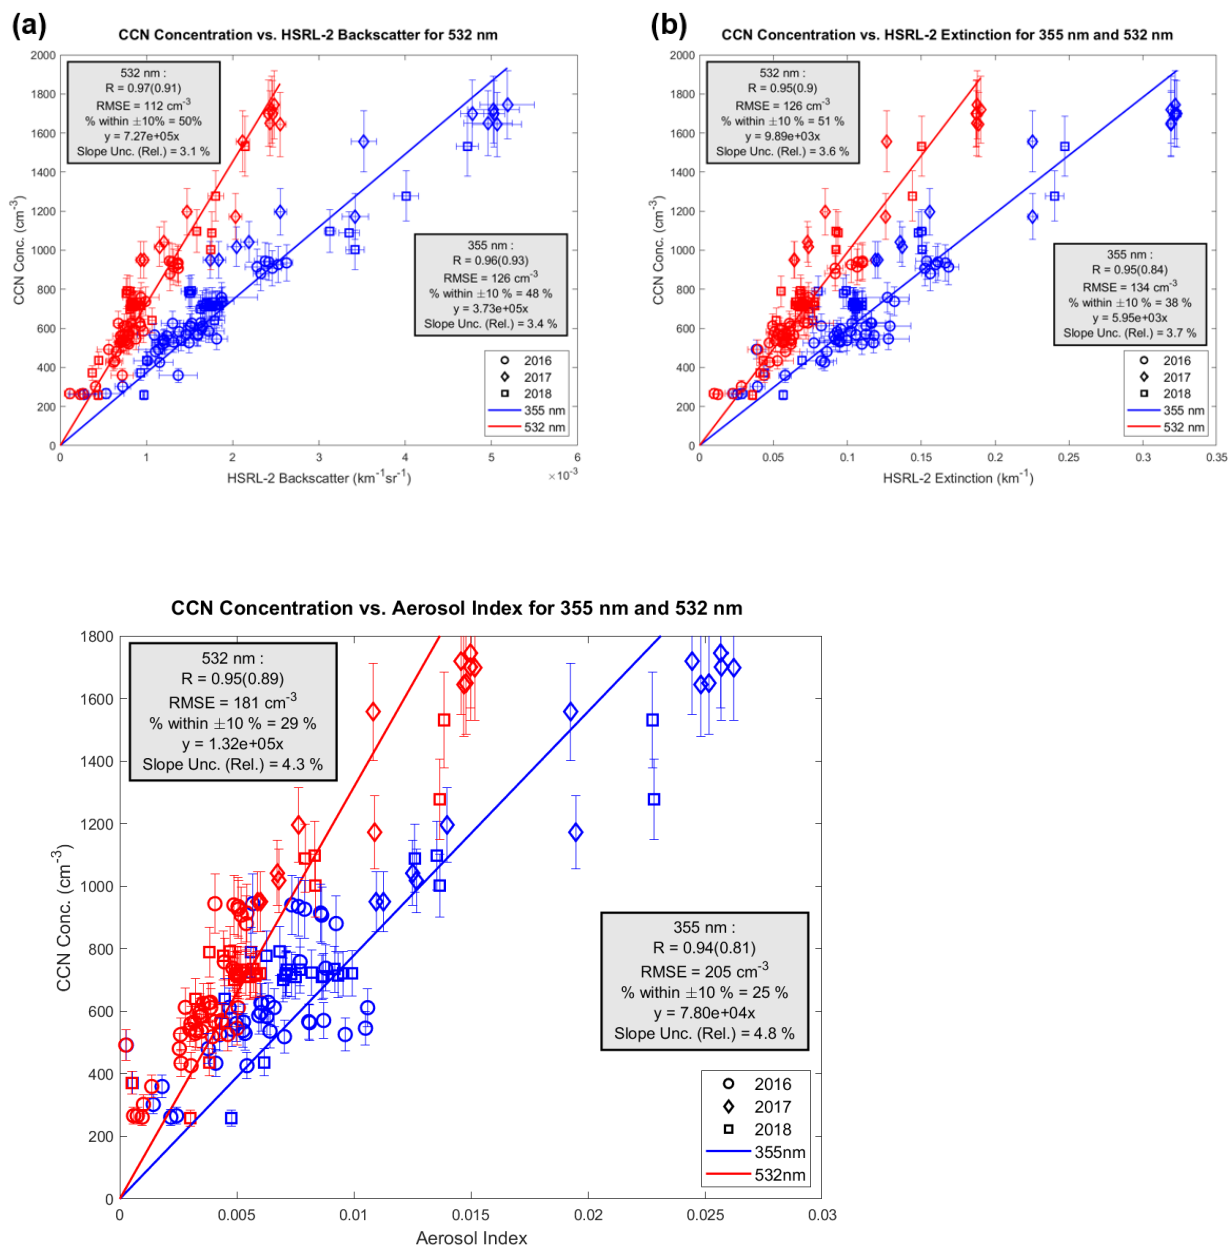 (a)
CCN Concentration vs. HSRL-2 Backscatter for 532 nm
2000
1800
1600
1400
1200
1000
800
600
400
200
0
CCN Conc. (cm⁻³)
532 nm :
R = 0.97(0.91)
RMSE = 112 cm⁻³
% within ±10% = 50%
y = 7.27e+05x
Slope Unc. (Rel.) = 3.1 %
355 nm :
R = 0.96(0.93)
RMSE = 126 cm⁻³
% within ±10 % = 48 %
y = 3.73e+05x
Slope Unc. (Rel.) = 3.4 %
2016
2017
2018
355 nm
532 nm
0 1 2 3 4 5 6
×10⁻³
HSRL-2 Backscatter (km⁻¹sr⁻¹)
(b)
CCN Concentration vs. HSRL-2 Extinction for 355 nm and 532 nm
2000
1800
1600
1400
1200
1000
800
600
400
200
0
CCN Conc. (cm⁻³)
532 nm :
R = 0.95(0.9)
RMSE = 126 cm⁻³
% within ±10 % = 51 %
y = 9.89e+03x
Slope Unc. (Rel.) = 3.6 %
355 nm :
R = 0.95(0.84)
RMSE = 134 cm⁻³
% within ±10 % = 38 %
y = 5.95e+03x
Slope Unc. (Rel.) = 3.7 %
2016
2017
2018
355 nm
532 nm
0 0.05 0.1 0.15 0.2 0.25 0.3 0.35
HSRL-2 Extinction (km⁻¹)
CCN Concentration vs. Aerosol Index for 355 nm and 532 nm
1800
1600
1400
1200
1000
800
600
400
200
0
CCN Conc. (cm⁻³)
532 nm :
R = 0.95(0.89)
RMSE = 181 cm⁻³
% within ±10 % = 29 %
y = 1.32e+05x
Slope Unc. (Rel.) = 4.3 %
355 nm :
R = 0.94(0.81)
RMSE = 205 cm⁻³
% within ±10 % = 25 %
y = 7.80e+04x
Slope Unc. (Rel.) = 4.8 %
2016
2017
2018
355nm
532nm
0 0.005 0.01 0.015 0.02 0.025 0.03
Aerosol Index